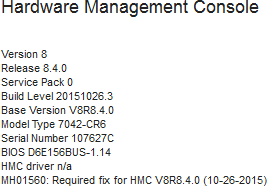 Hardware Management Console
Version 8
Release 8.4.0
Service Pack 0
Build Level 20151026.3
Base Version V8R8.4.0
Model Type 7042-CR6
Serial Number 107627C
BIOS D6E156BUS-1.14
HMC driver n/a
MH01560: Required fix for HMC V8R8.4.0 (10-26-2015)